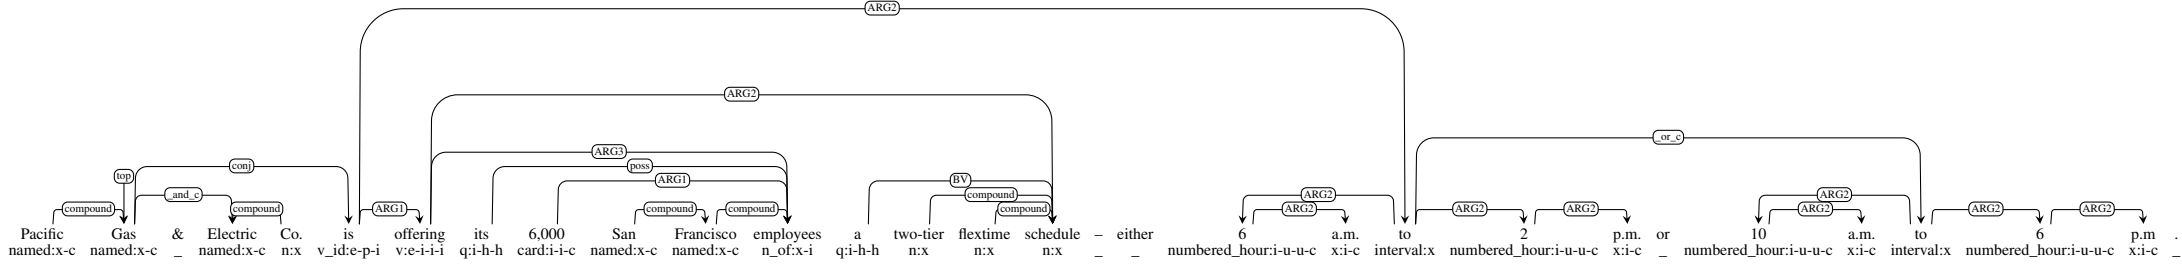 ARG2
ARG2
_or_c
ARG3
conj poss
top ARG1 BV
_and_c compound ARG2 ARG2
compound compound ARG1 compound compound compound ARG2 ARG2 ARG2 ARG2 ARG2 ARG2
Pacific Gas & Electric Co. is offering its 6,000 San Francisco employees a two-tier flextime schedule – either 6 a.m. to 2 p.m. or 10 a.m. to 6 p.m .
named:x-c named:x-c _ named:x-c n:x v_id:e-p-i v:e-i-i-i q:i-h-h card:i-i-c named:x-c named:x-c n_of:x-i q:i-h-h n:x n:x n:x _ _ numbered_hour:i-u-u-c x:i-c interval:x numbered_hour:i-u-u-c x:i-c _ numbered_hour:i-u-u-c x:i-c interval:x numbered_hour:i-u-u-c x:i-c _